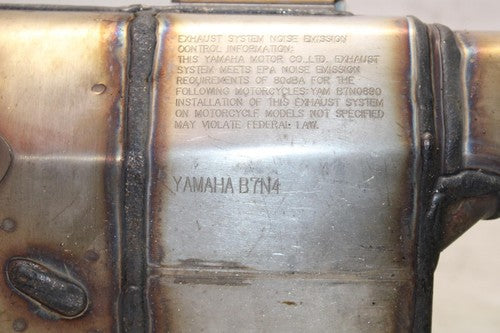 EXHAUST SYSTEM NOISE EMISSION
CONTROL INFORMATION:
THIS YAMAHA MOTOR CO.,LTD. EXHAUST
SYSTEM MEETS EPA NOISE EMISSION
REQUIREMENTS OF 80dBA FOR THE
FOLLOWING MOTORCYCLES: YAM B7N0890
INSTALLATION OF THIS EXHAUST SYSTEM
ON MOTORCYCLE MODELS NOT SPECIFIED
MAY VIOLATE FEDERAL LAW.
YAMAHA B7N4